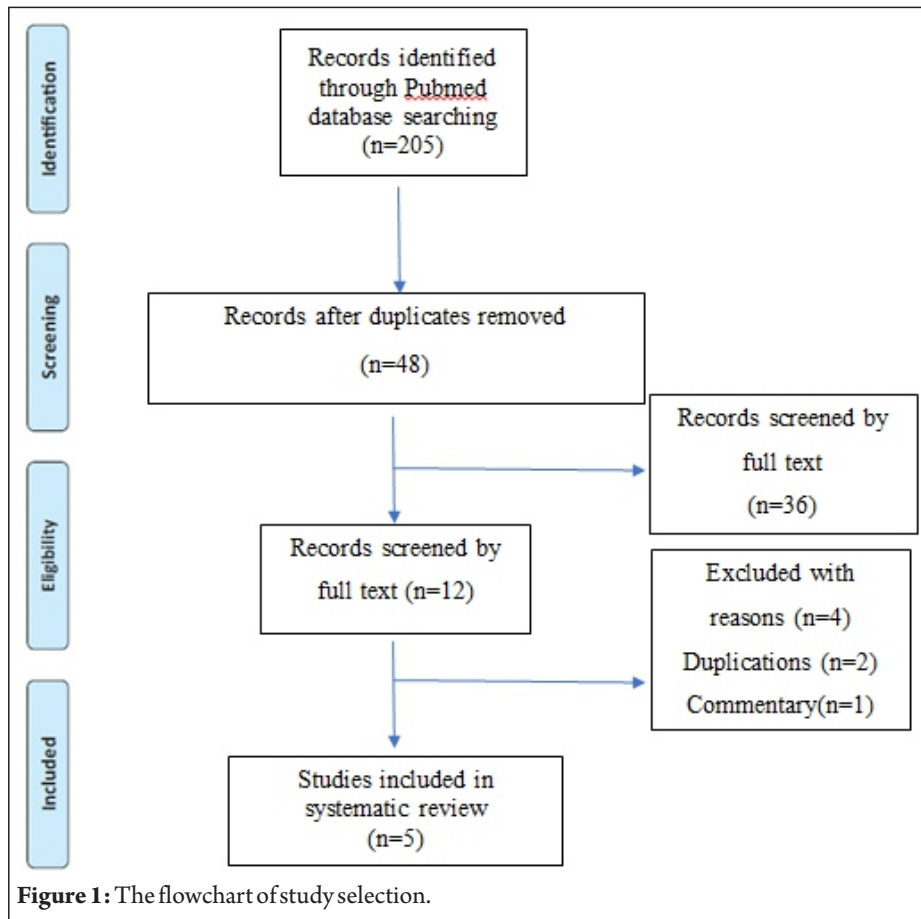 Identification
Records identified
through Pubmed
database searching
(n=205)
Screening
Records after duplicates removed
(n=48)
Records screened by
full text
(n=36)
Eligibility
Records screened by
full text (n=12)
Excluded with
reasons (n=4)
Duplications (n=2)
Commentary(n=1)
Included
Studies included in
systematic review
(n=5)
Figure 1: The flowchart of study selection.